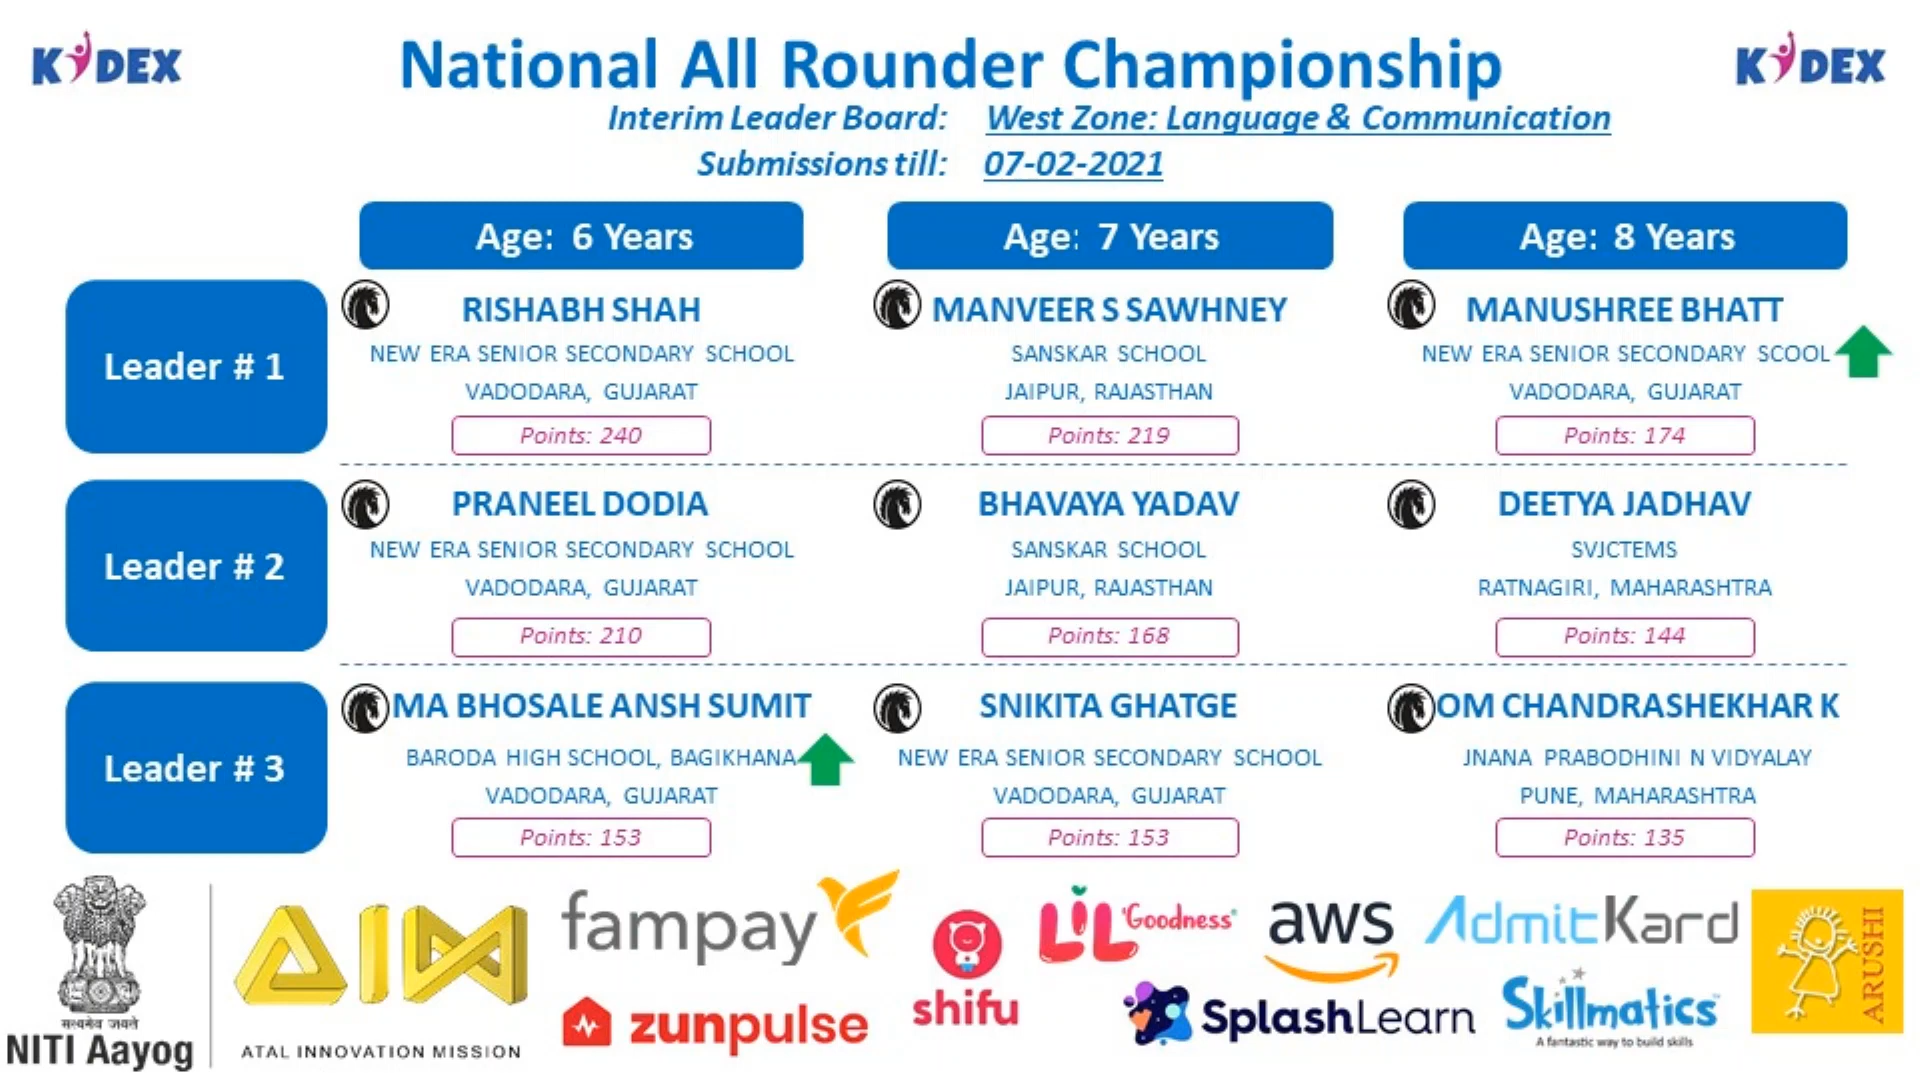 KIDEX
National All Rounder Championship
KIDEX
Interim Leader Board: West Zone: Language & Communication
Submissions till: 07-02-2021
Age: 6 Years
Age: 7 Years
Age: 8 Years
Leader # 1
RISHABH SHAH
NEW ERA SENIOR SECONDARY SCHOOL
VADODARA, GUJARAT
Points: 240
MANVEER S SAWHNEY
SANSKAR SCHOOL
JAIPUR, RAJASTHAN
Points: 219
MANUSHREE BHATT
NEW ERA SENIOR SECONDARY SCOOL
VADODARA, GUJARAT
Points: 174
Leader # 2
PRANEEL DODIA
NEW ERA SENIOR SECONDARY SCHOOL
VADODARA, GUJARAT
Points: 210
BHAVAYA YADAV
SANSKAR SCHOOL
JAIPUR, RAJASTHAN
Points: 168
DEETYA JADHAV
SVJCTEMS
RATNAGIRI, MAHARASHTRA
Points: 144
Leader # 3
MA BHOSALE ANSH SUMIT
BARODA HIGH SCHOOL, BAGIKHANA
VADODARA, GUJARAT
Points: 153
SNIKITA GHATGE
NEW ERA SENIOR SECONDARY SCHOOL
VADODARA, GUJARAT
Points: 153
OM CHANDRASHEKHAR K
JNANA PRABODHINI N VIDYALAY
PUNE, MAHARASHTRA
Points: 135
सत्यमेव जयते
NITI Aayog
AIM
ATAL INNOVATION MISSION
fampay
zunpulse
shifu
LiL 'Goodness'
aws
AdmitKard
SplashLearn
Skillmatics
A fantastic way to build skills
ARUSHI